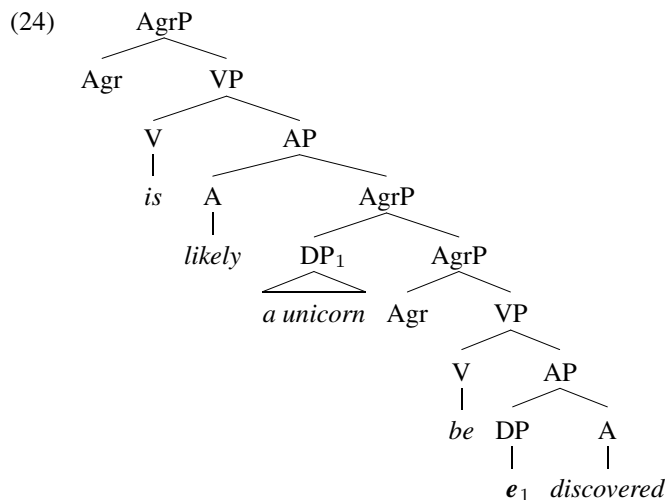 (24) AgrP
Agr VP
V AP
is A AgrP
likely DP₁ AgrP
a unicorn Agr VP
V AP
be DP A
e₁ discovered